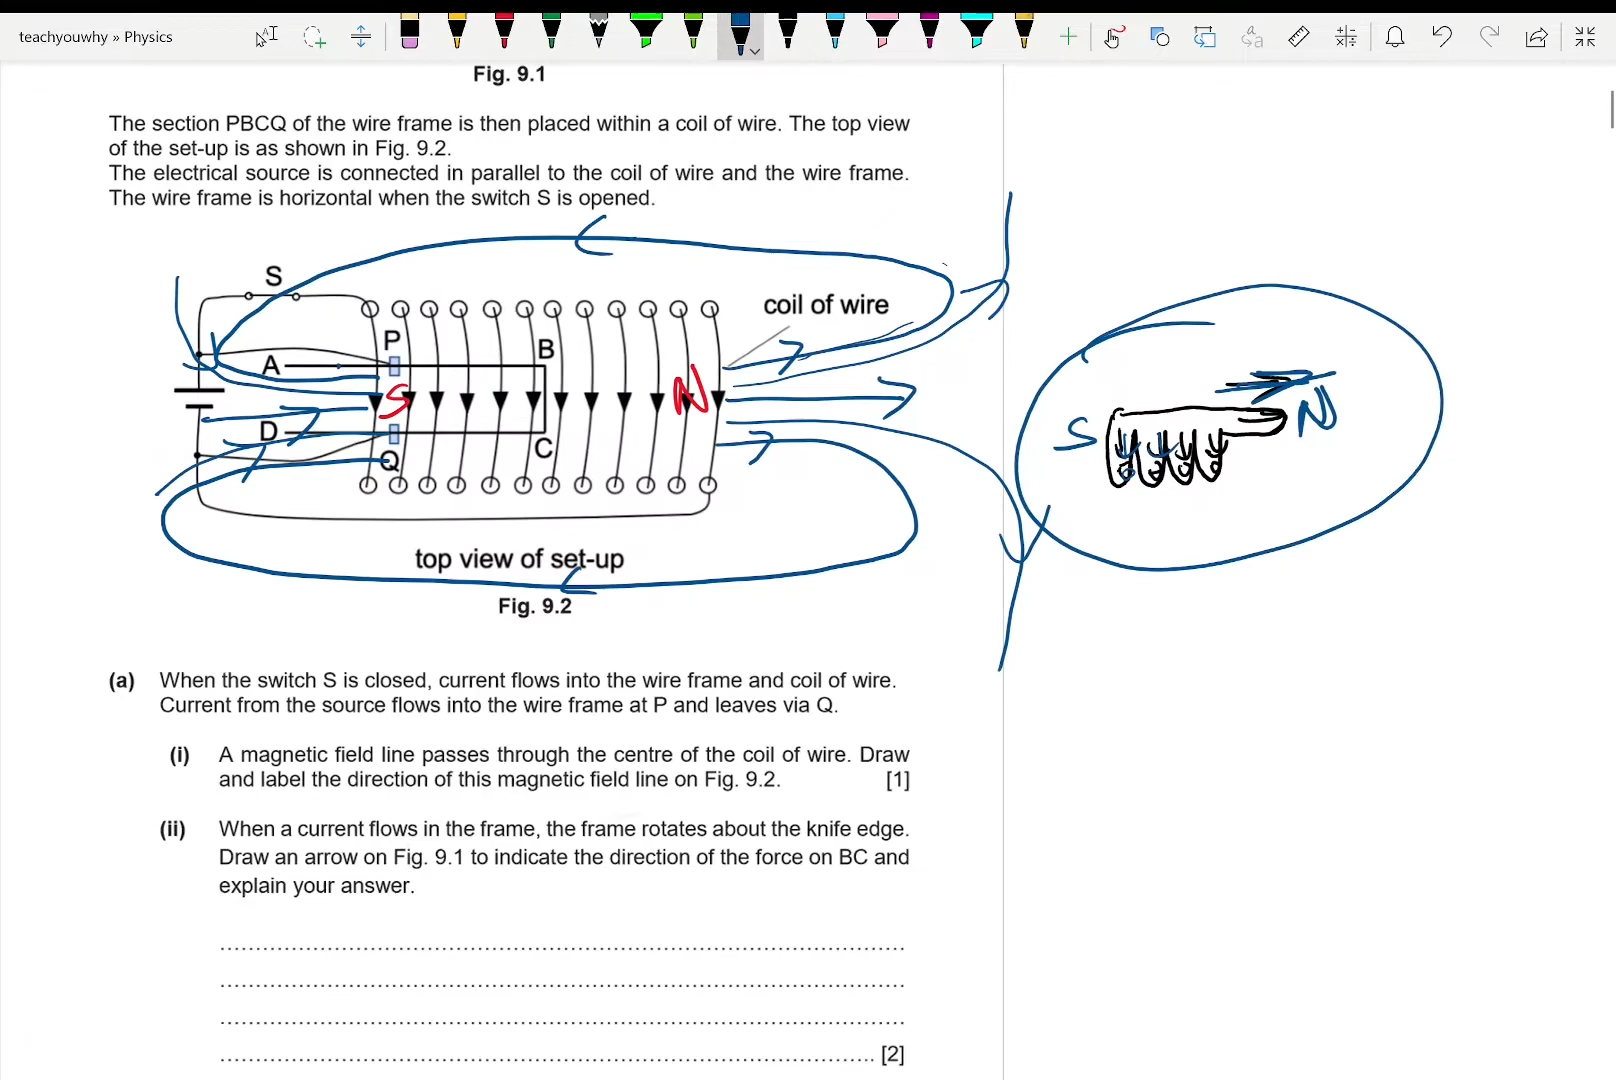 teachyouwhy » Physics
Fig. 9.1
The section PBCQ of the wire frame is then placed within a coil of wire. The top view
of the set-up is as shown in Fig. 9.2.
The electrical source is connected in parallel to the coil of wire and the wire frame.
The wire frame is horizontal when the switch S is opened.
S
coil of wire
P
B
A
S
N
D
C
Q
S
N
top view of set-up
Fig. 9.2
(a) When the switch S is closed, current flows into the wire frame and coil of wire.
Current from the source flows into the wire frame at P and leaves via Q.
(i) A magnetic field line passes through the centre of the coil of wire. Draw
and label the direction of this magnetic field line on Fig. 9.2. [1]
(ii) When a current flows in the frame, the frame rotates about the knife edge.
Draw an arrow on Fig. 9.1 to indicate the direction of the force on BC and
explain your answer.
[2]